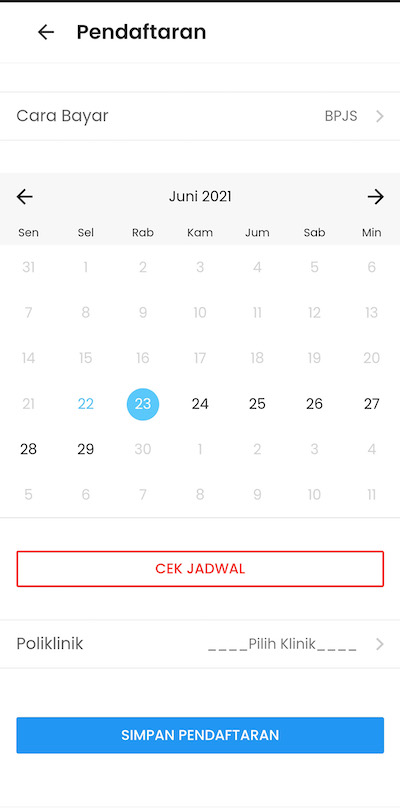 Pendaftaran
Cara Bayar BPJS
Juni 2021
Sen Sel Rab Kam Jum Sab Min
31 1 2 3 4 5 6
7 8 9 10 11 12 13
14 15 16 17 18 19 20
21 22 23 24 25 26 27
28 29 30 1 2 3 4
5 6 7 8 9 10 11
CEK JADWAL
Poliklinik ____Pilih Klinik____
SIMPAN PENDAFTARAN